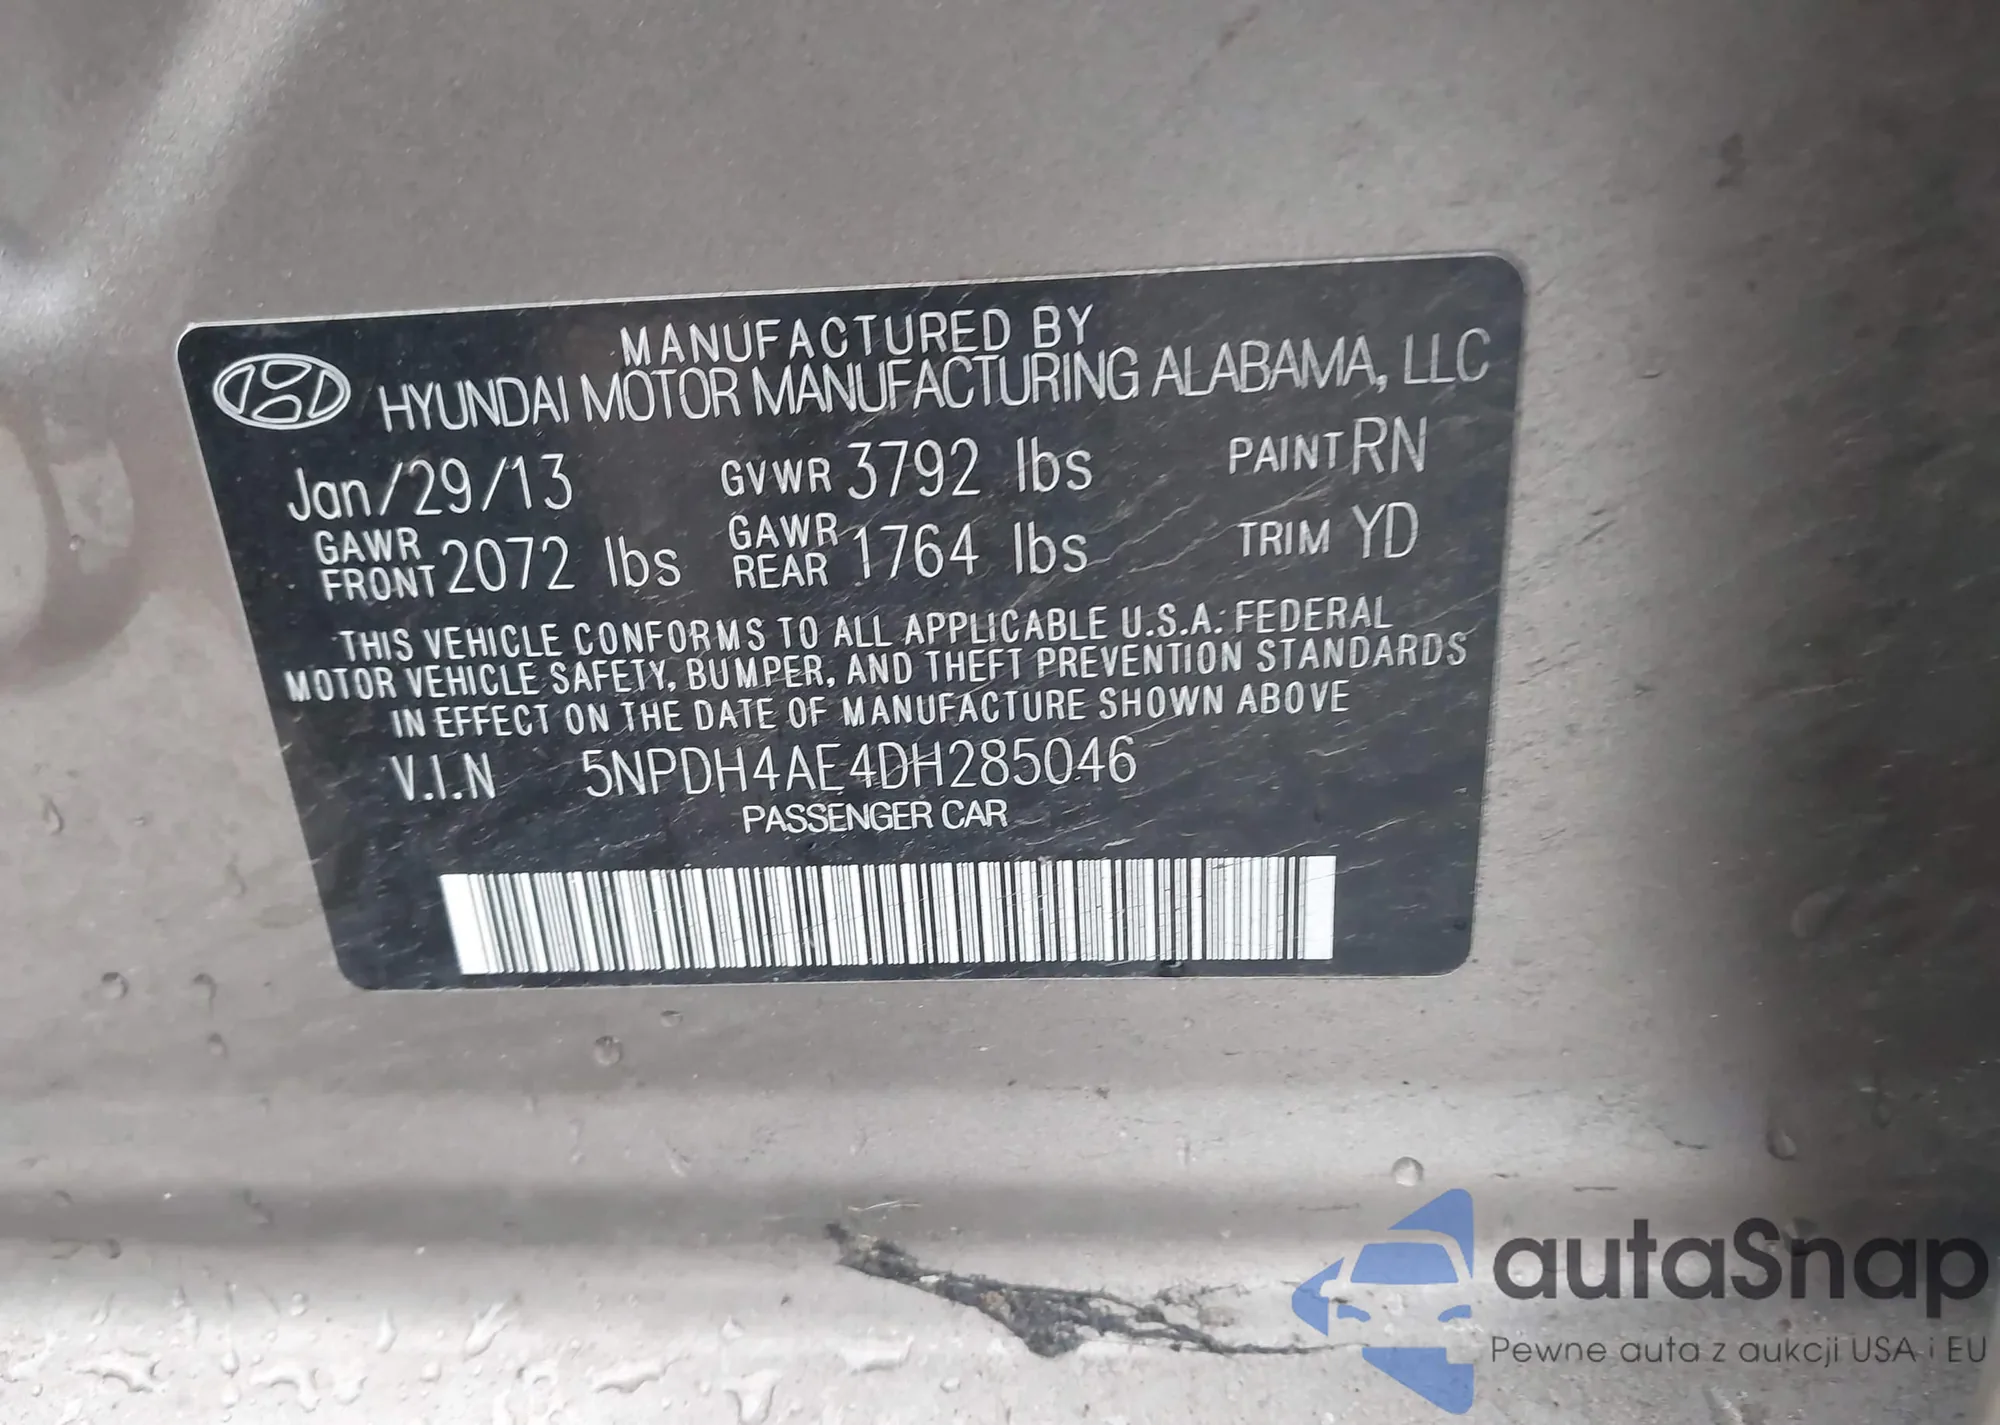 MANUFACTURED BY
HYUNDAI MOTOR MANUFACTURING ALABAMA, LLC
Jan/29/13 GVWR 3792 lbs PAINT RN
GAWR FRONT 2072 lbs GAWR REAR 1764 lbs TRIM YD
THIS VEHICLE CONFORMS TO ALL APPLICABLE U.S.A. FEDERAL
MOTOR VEHICLE SAFETY, BUMPER, AND THEFT PREVENTION STANDARDS
IN EFFECT ON THE DATE OF MANUFACTURE SHOWN ABOVE
V.I.N 5NPDH4AE4DH285046
PASSENGER CAR
autaSnap
Pewne auta z aukcji USA i EU